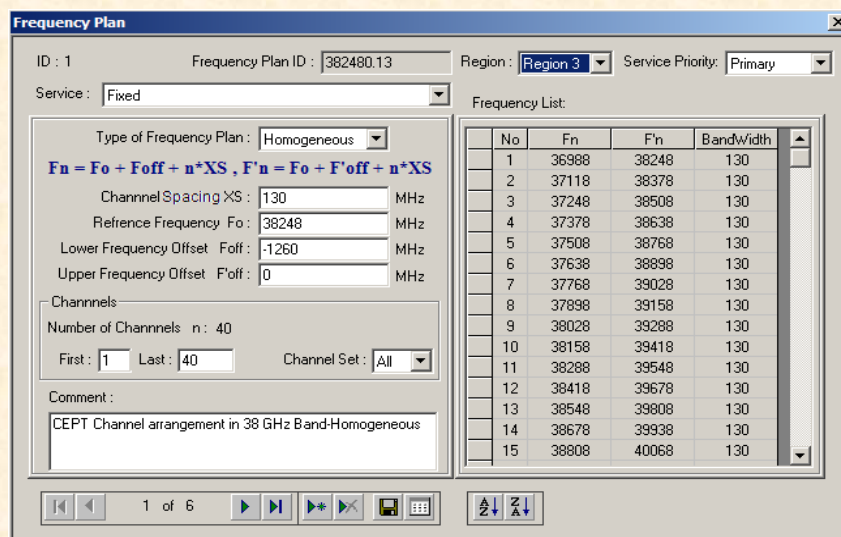 Frequency Plan
ID : 1 Frequency Plan ID : 382480.13 Region : Region 3 Service Priority: Primary
Service : Fixed
Type of Frequency Plan : Homogeneous
Fn = Fo + Foff + n*XS , F'n = Fo + F'off + n*XS
Channnel Spacing XS : 130 MHz
Refrence Frequency Fo : 38248 MHz
Lower Frequency Offset Foff : -1260 MHz
Upper Frequency Offset F'off : 0 MHz
Channnels
Number of Channnels n : 40
First : 1 Last : 40 Channel Set : All
Comment :
CEPT Channel arrangement in 38 GHz Band-Homogeneous
1 of 6
Frequency List:
No Fn F'n BandWidth
1 36988 38248 130
2 37118 38378 130
3 37248 38508 130
4 37378 38638 130
5 37508 38768 130
6 37638 38898 130
7 37768 39028 130
8 37898 39158 130
9 38028 39288 130
10 38158 39418 130
11 38288 39548 130
12 38418 39678 130
13 38548 39808 130
14 38678 39938 130
15 38808 40068 130
A Z Z A